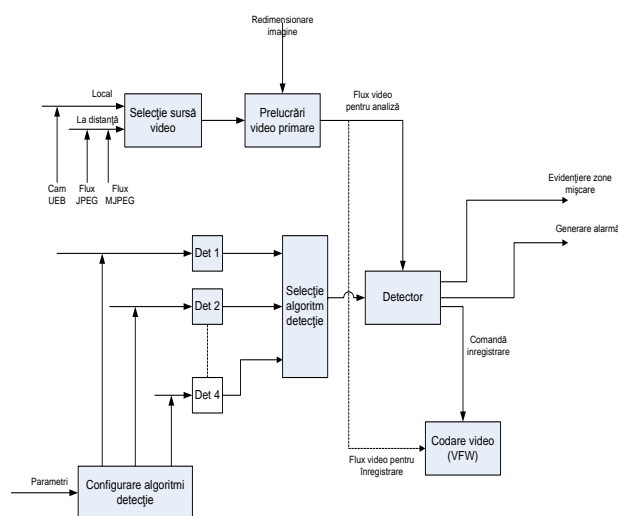 Redimensionare
imagine
Local
La distanță
Selecție sursă
video
Prelucrări
video primare
Flux video
pentru analiză
Cam
UEB
Flux
JPEG
Flux
MJPEG
Evidențiere zone
mișcare
Generare alarmă
Det 1
Det 2
Det 4
Selecție
algoritm
detecție
Detector
Comandă
inregistrare
Codare video
(VFW)
Flux video pentru
înregistrare
Parametri
Configurare algoritmi
detecție